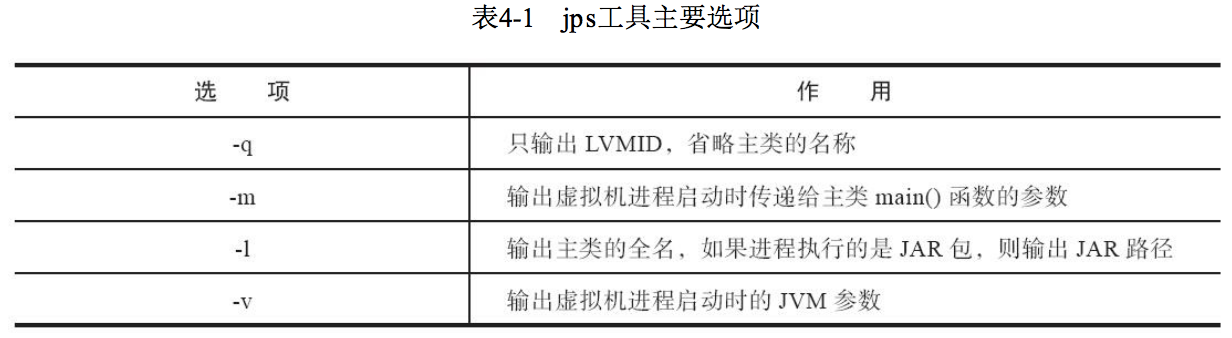 表4-1 jps工具主要选项
选 项 作 用
-q 只输出 LVMID，省略主类的名称
-m 输出虚拟机进程启动时传递给主类 main() 函数的参数
-l 输出主类的全名，如果进程执行的是 JAR 包，则输出 JAR 路径
-v 输出虚拟机进程启动时的 JVM 参数